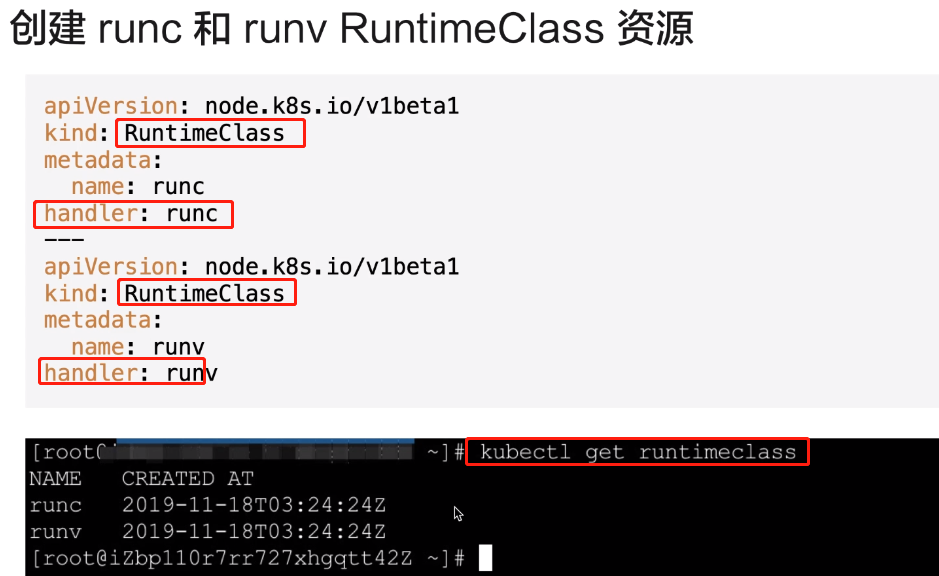 创建 runc 和 runv RuntimeClass 资源
apiVersion: node.k8s.io/v1beta1
kind: RuntimeClass
metadata:
  name: runc
handler: runc
---
apiVersion: node.k8s.io/v1beta1
kind: RuntimeClass
metadata:
  name: runv
handler: runv
[root@ ~]# kubectl get runtimeclass
NAME   CREATED AT
runc   2019-11-18T03:24:24Z
runv   2019-11-18T03:24:24Z
[root@iZbp110r7rr727xhgqtt42Z ~]#